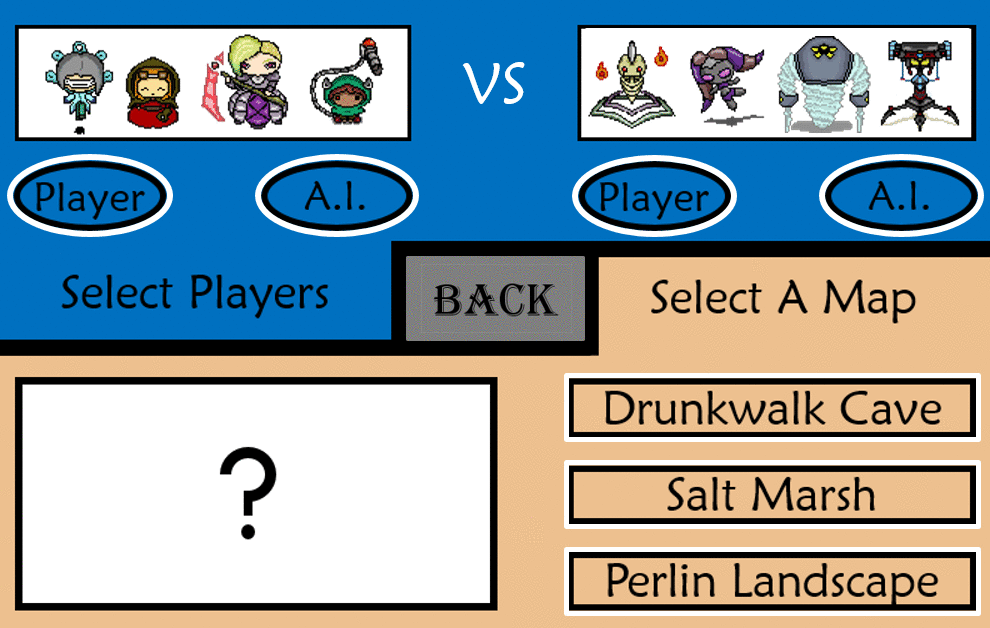 VS
Player
A.I.
Player
A.I.
Select Players
BACK
Select A Map
?
Drunkwalk Cave
Salt Marsh
Perlin Landscape